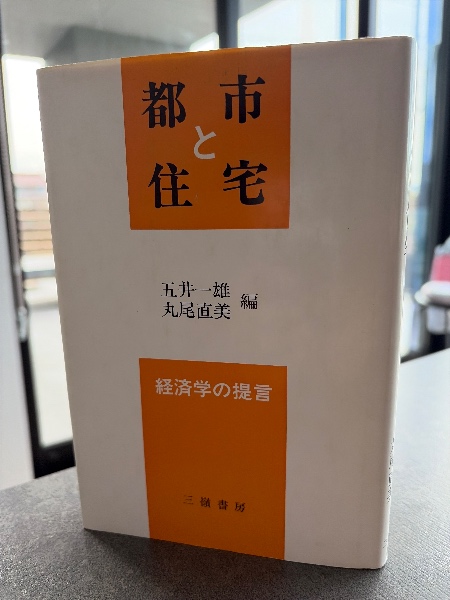 都市
と
住宅
五井一雄
丸尾直美 編
経済学の提言
三嶺書房